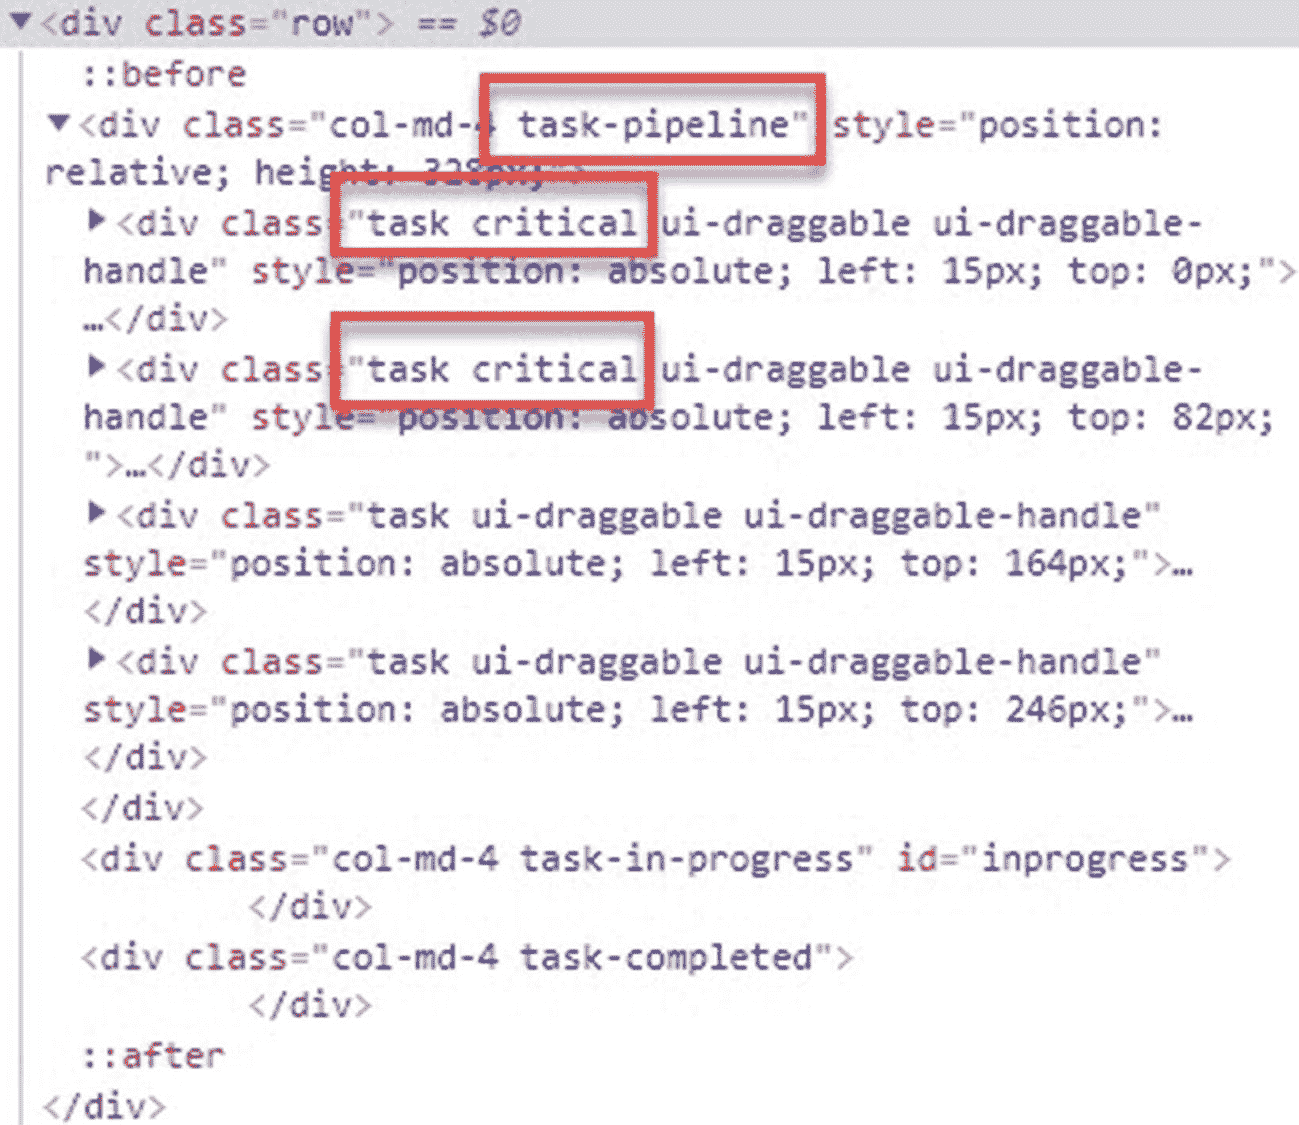 ▼<div class="row"> == $0
::before
▼<div class="col-md-4 task-pipeline" style="position:
relative; height: 328px;">
▶<div class="task critical ui-draggable ui-draggable-
handle" style="position: absolute; left: 15px; top: 0px;">
…</div>
▶<div class="task critical ui-draggable ui-draggable-
handle" style="position: absolute; left: 15px; top: 82px;
">…</div>
▶<div class="task ui-draggable ui-draggable-handle"
style="position: absolute; left: 15px; top: 164px;">…
</div>
▶<div class="task ui-draggable ui-draggable-handle"
style="position: absolute; left: 15px; top: 246px;">…
</div>
</div>
<div class="col-md-4 task-in-progress" id="inprogress">
</div>
<div class="col-md-4 task-completed">
</div>
::after
</div>